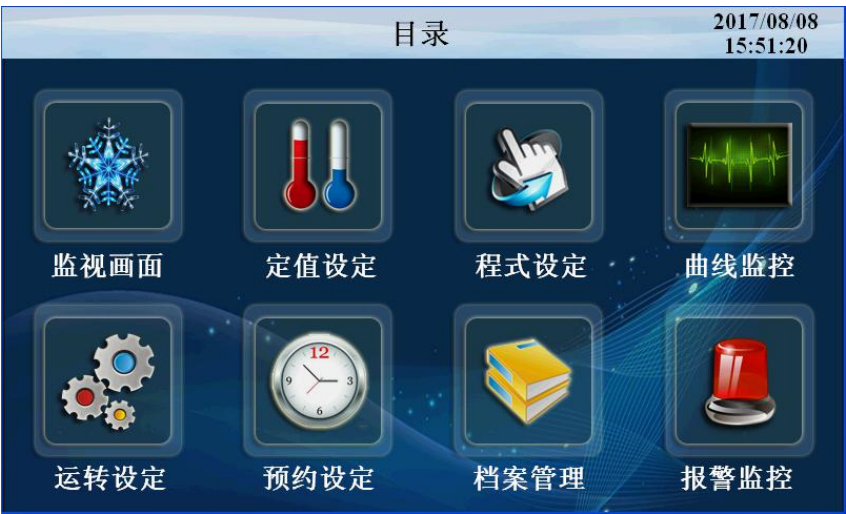 目录
2017/08/08
15:51:20
监视画面
定值设定
程式设定
曲线监控
12
9
3
6
运转设定
预约设定
档案管理
报警监控